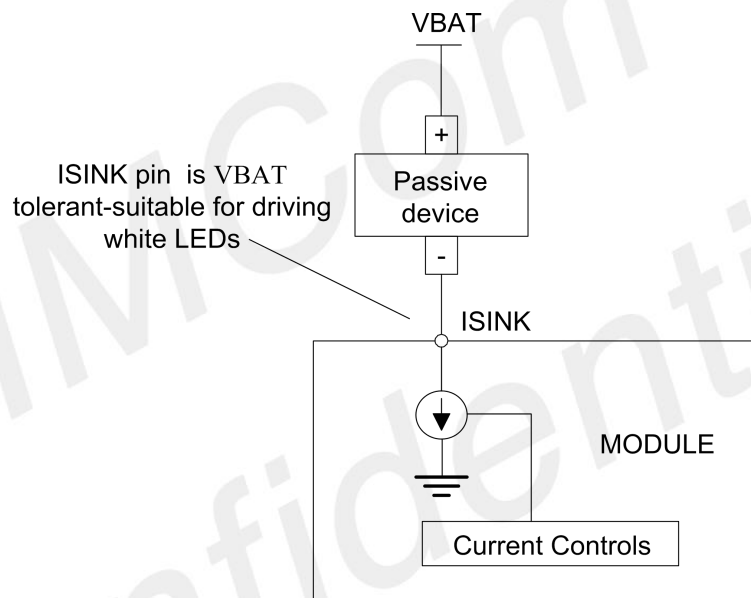 VBAT
+
ISINK pin is VBAT
tolerant-suitable for driving
white LEDs
Passive
device
-
ISINK
MODULE
Current Controls